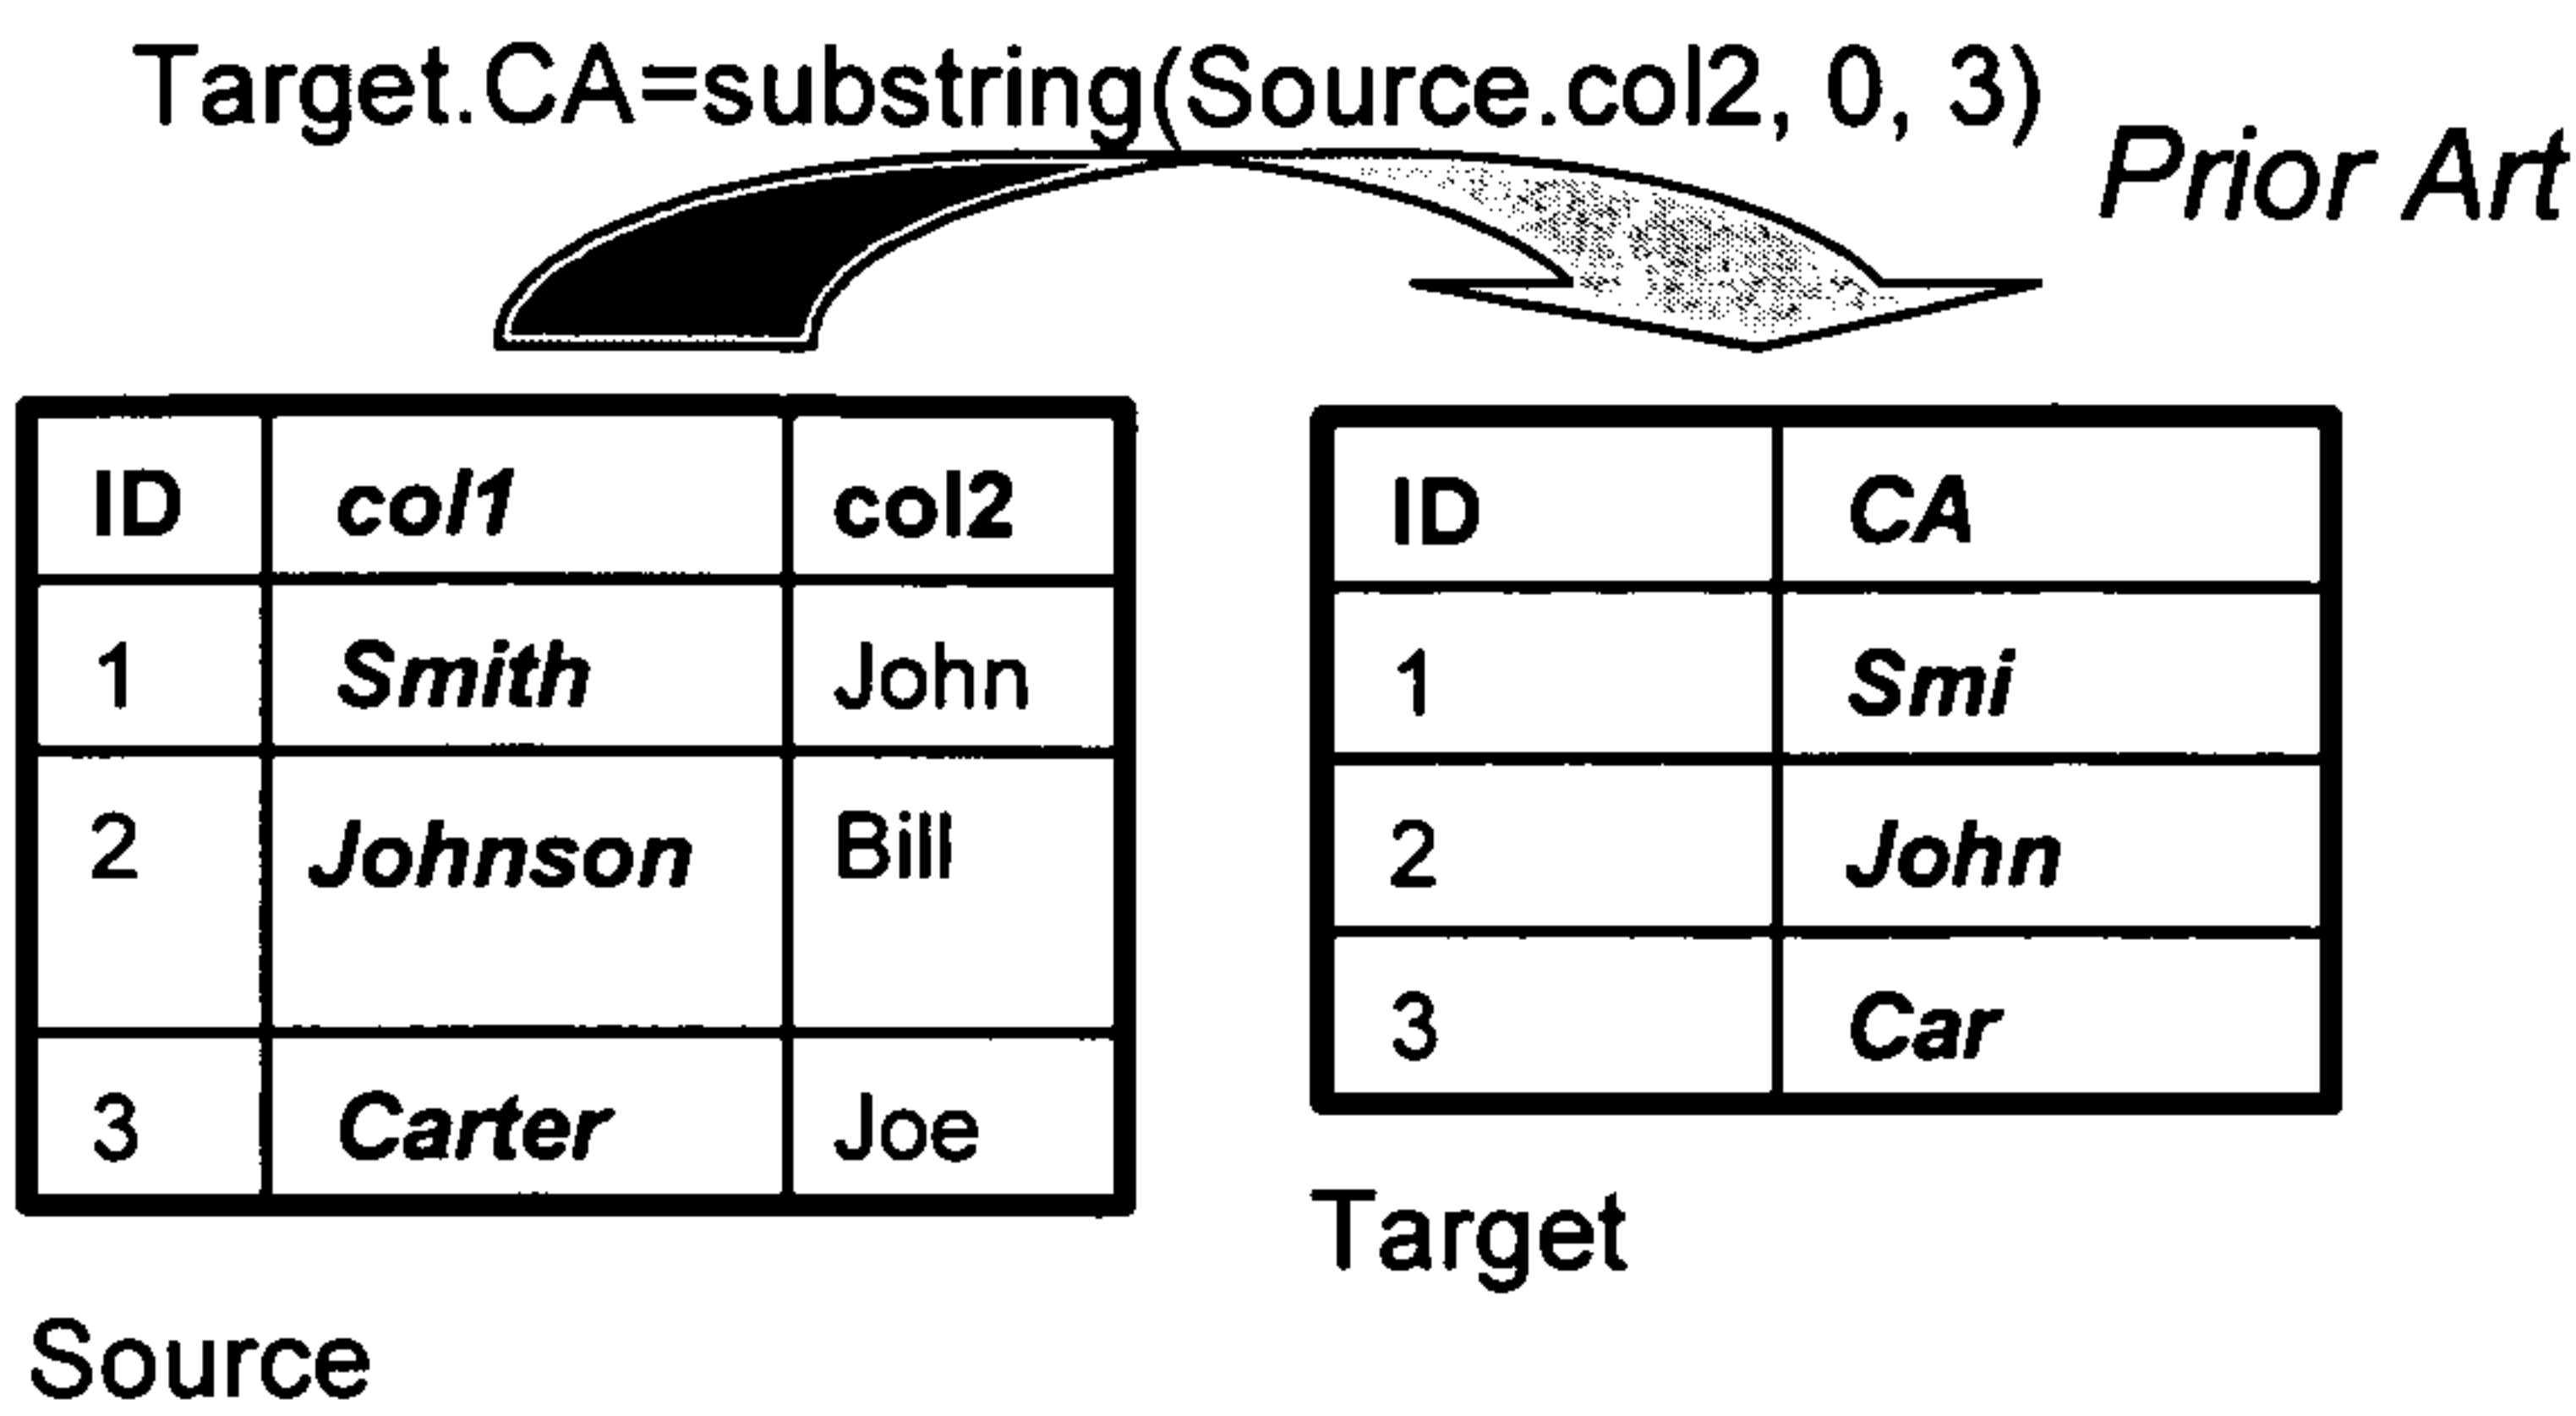 Target.CA=substring(Source.col2, 0, 3)
Prior Art
ID col1 col2
1 Smith John
2 Johnson Bill
3 Carter Joe
Source
ID CA
1 Smi
2 John
3 Car
Target